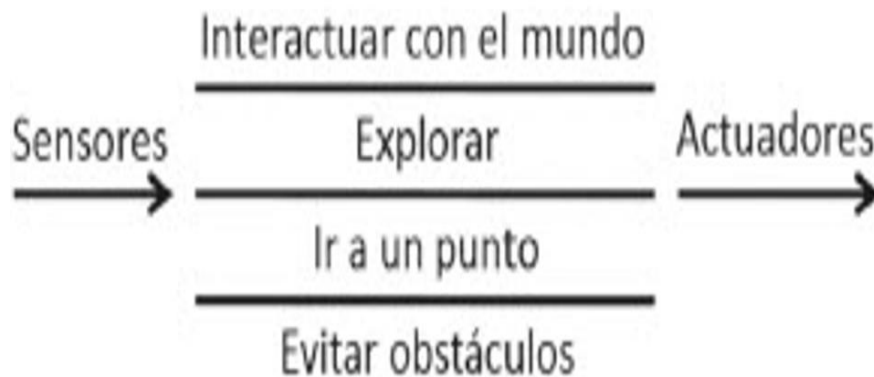 Interactuar con el mundo
Sensores
Explorar
Actuadores
Ir a un punto
Evitar obstáculos